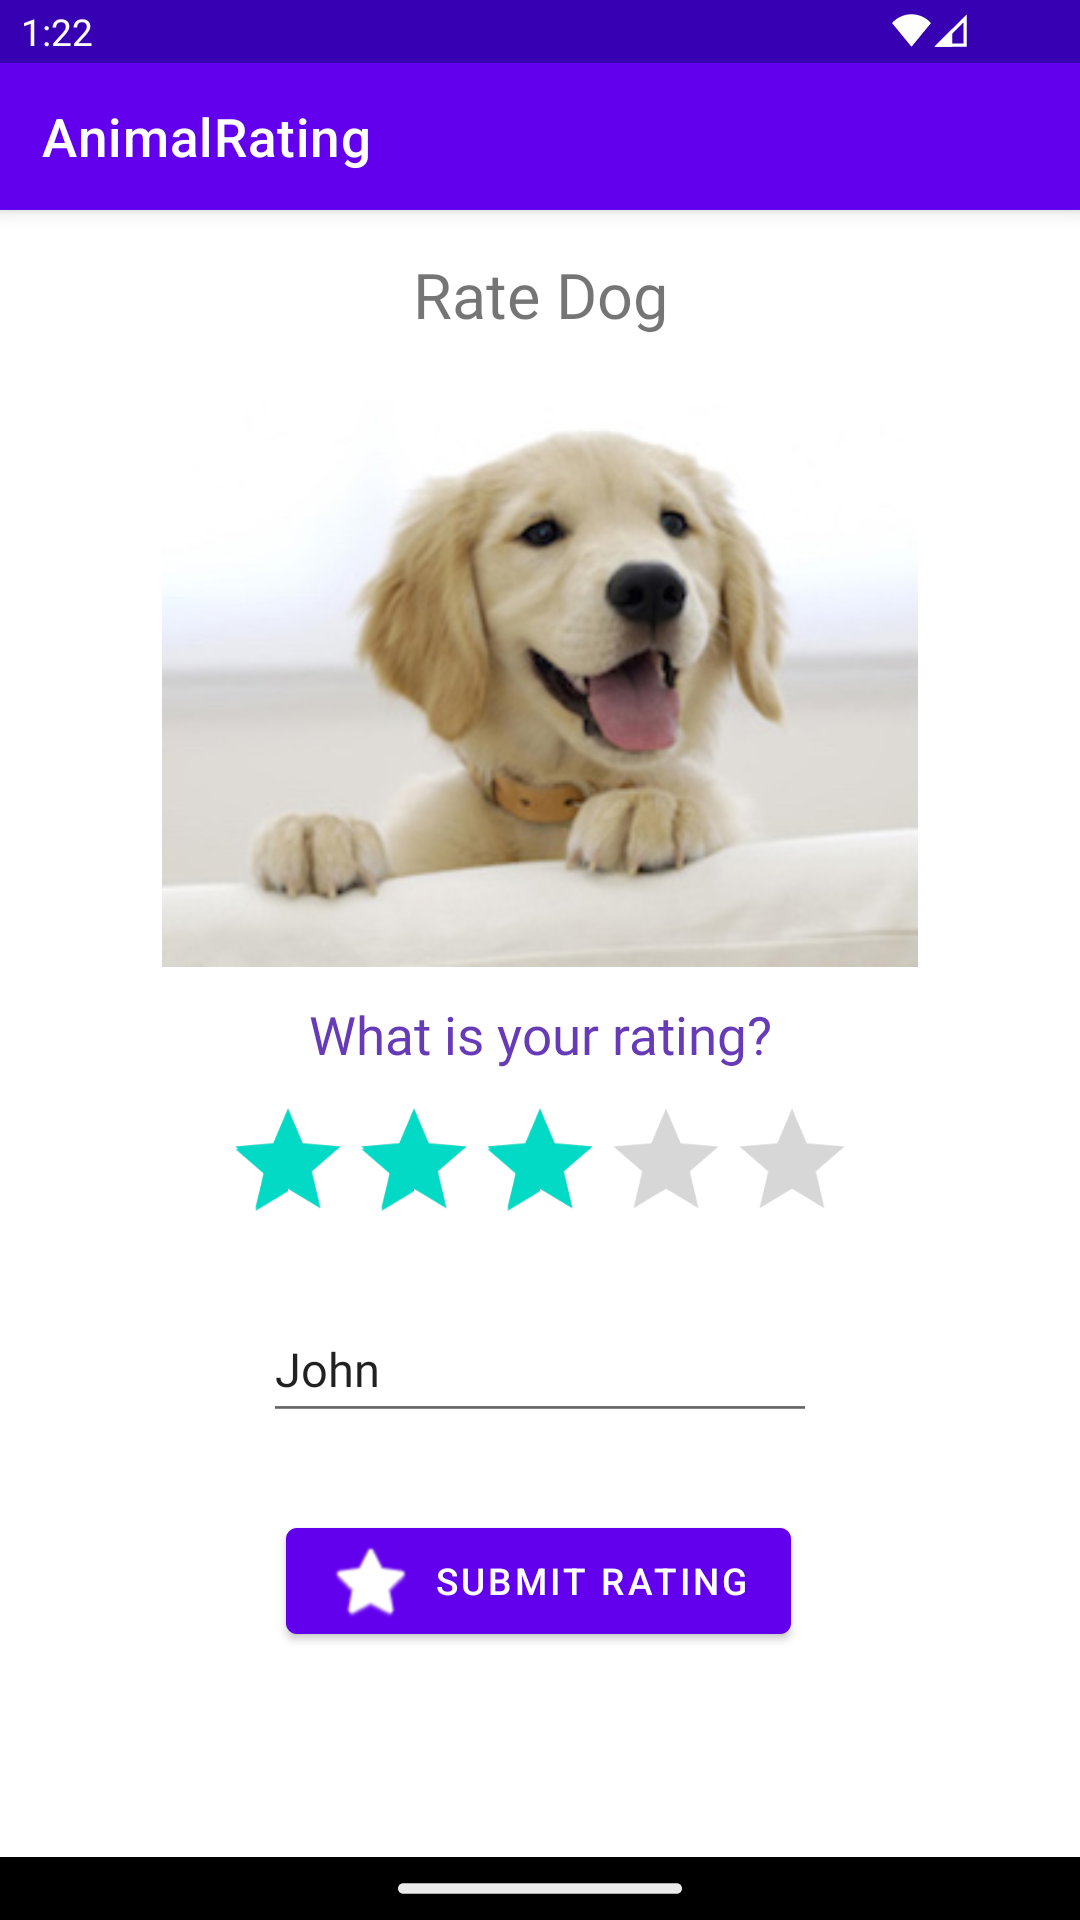 1:22
AnimalRating
Rate Dog
What is your rating?
John
SUBMIT RATING